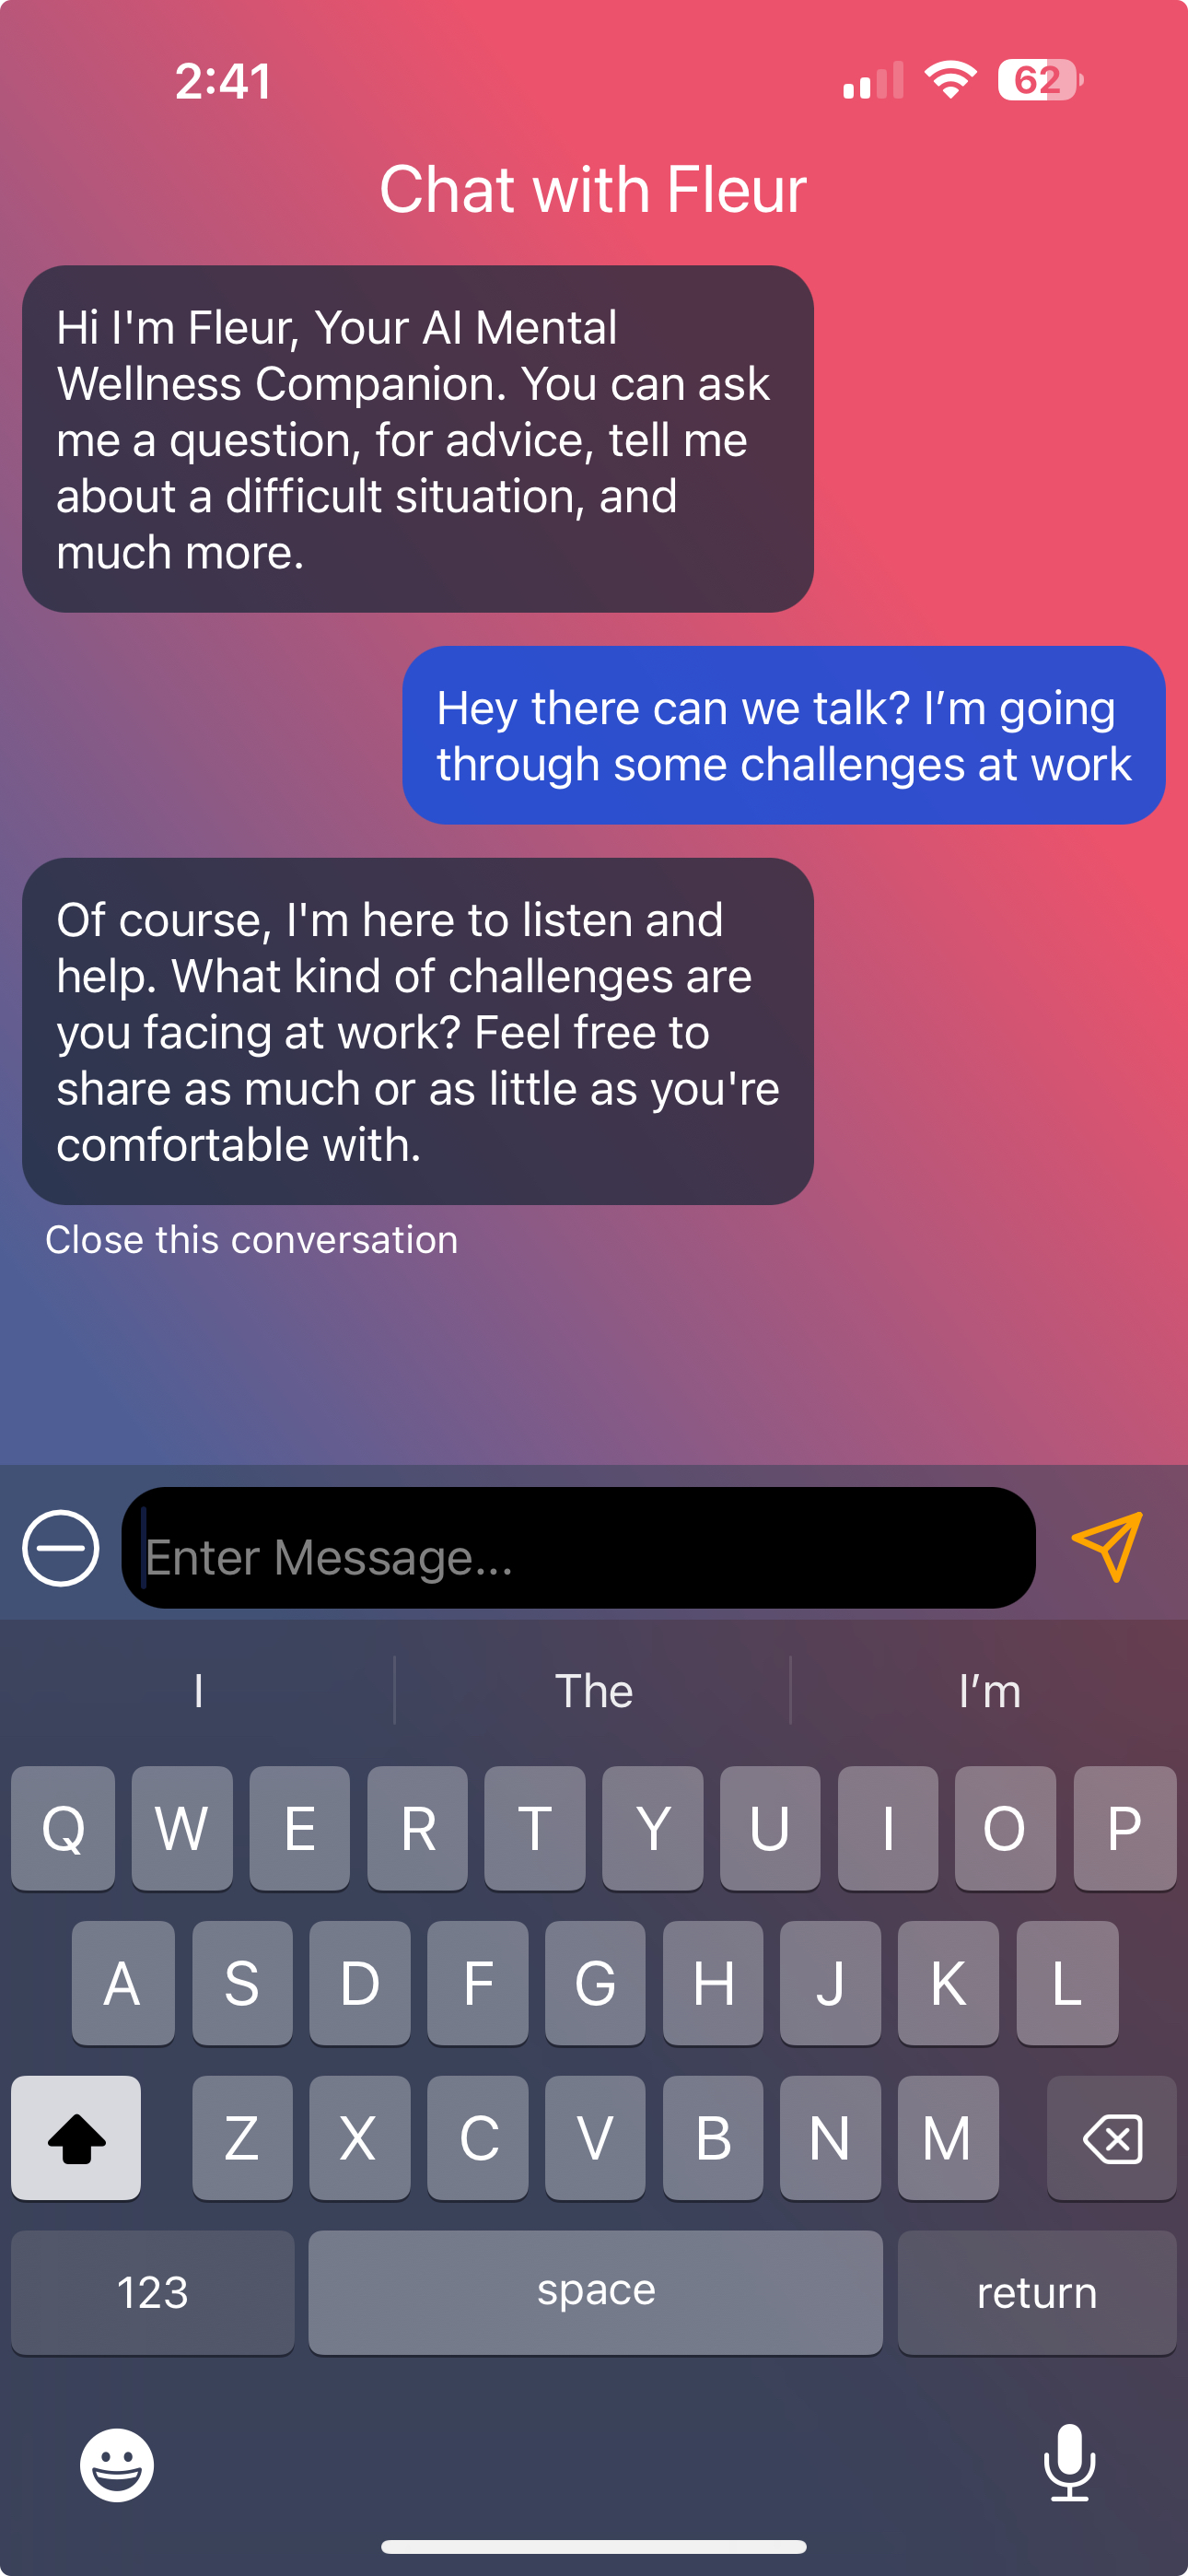 2:41
62
Chat with Fleur
Hi I'm Fleur, Your AI Mental
Wellness Companion. You can ask
me a question, for advice, tell me
about a difficult situation, and
much more.
Hey there can we talk? I’m going
through some challenges at work
Of course, I'm here to listen and
help. What kind of challenges are
you facing at work? Feel free to
share as much or as little as you're
comfortable with.
Close this conversation
Enter Message...
I The I’m
Q W E R T Y U I O P
A S D F G H J K L
Z X C V B N M
123 space return